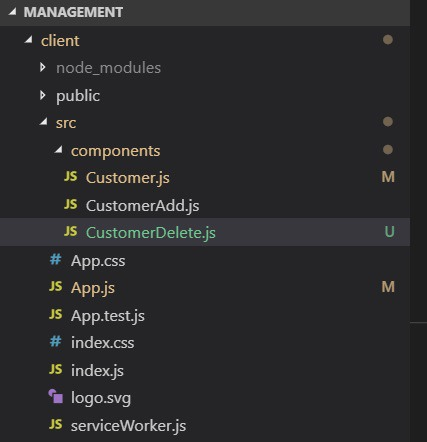 MANAGEMENT
client
node_modules
public
src
components
JS Customer.js M
JS CustomerAdd.js
JS CustomerDelete.js U
# App.css
JS App.js M
JS App.test.js
# index.css
JS index.js
logo.svg
JS serviceWorker.js